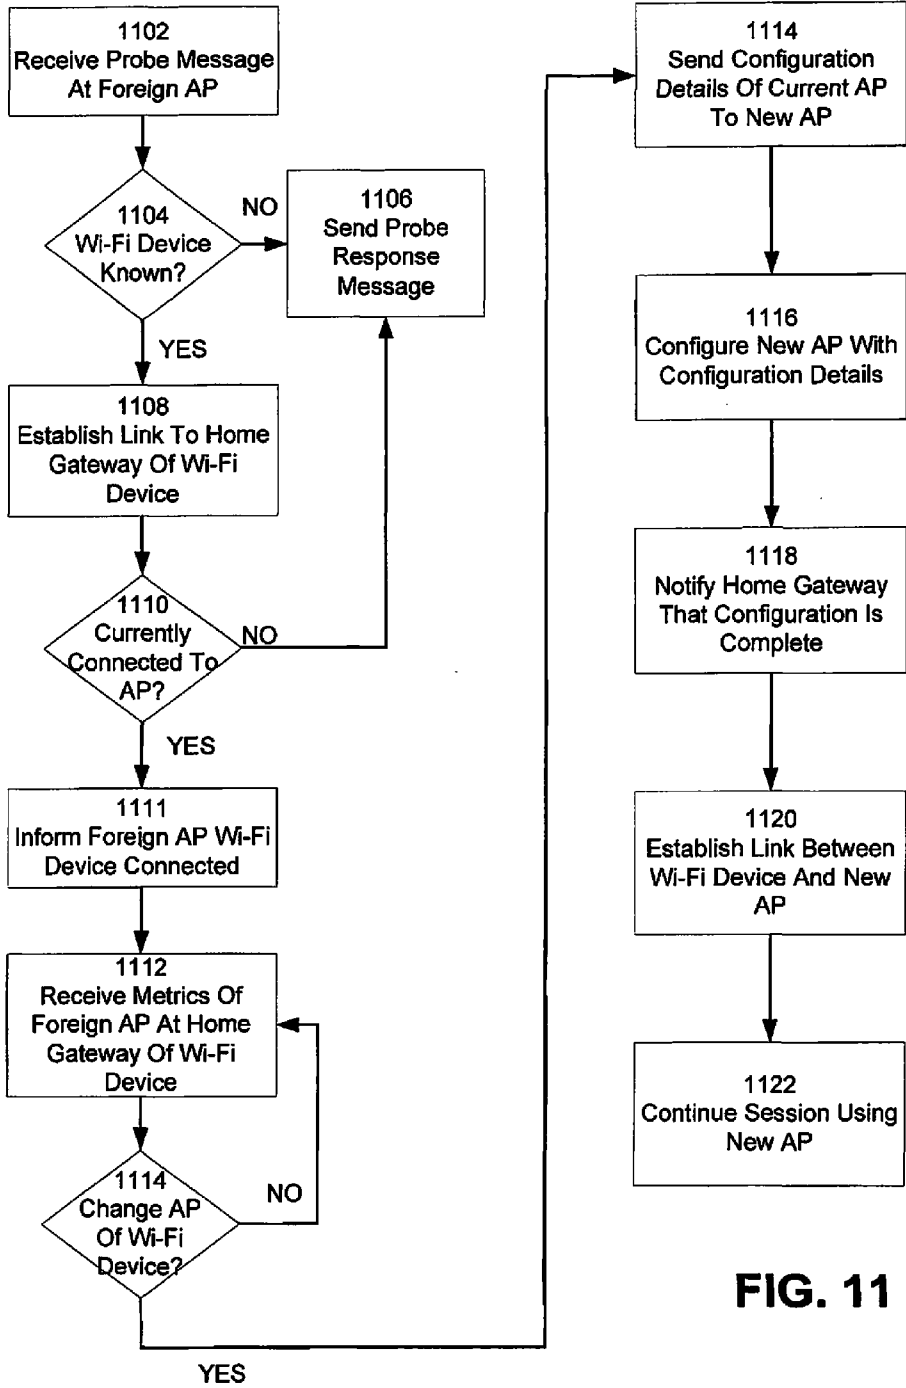 1102
Receive Probe Message
At Foreign AP
1104
Wi-Fi Device
Known?
NO
1106
Send Probe
Response
Message
YES
1108
Establish Link To Home
Gateway Of Wi-Fi
Device
1110
Currently
Connected To
AP?
NO
YES
1111
Inform Foreign AP Wi-Fi
Device Connected
1112
Receive Metrics Of
Foreign AP At Home
Gateway Of Wi-Fi
Device
1114
Change AP
Of Wi-Fi
Device?
NO
YES
1114
Send Configuration
Details Of Current AP
To New AP
1116
Configure New AP With
Configuration Details
1118
Notify Home Gateway
That Configuration Is
Complete
1120
Establish Link Between
Wi-Fi Device And New
AP
1122
Continue Session Using
New AP
FIG. 11